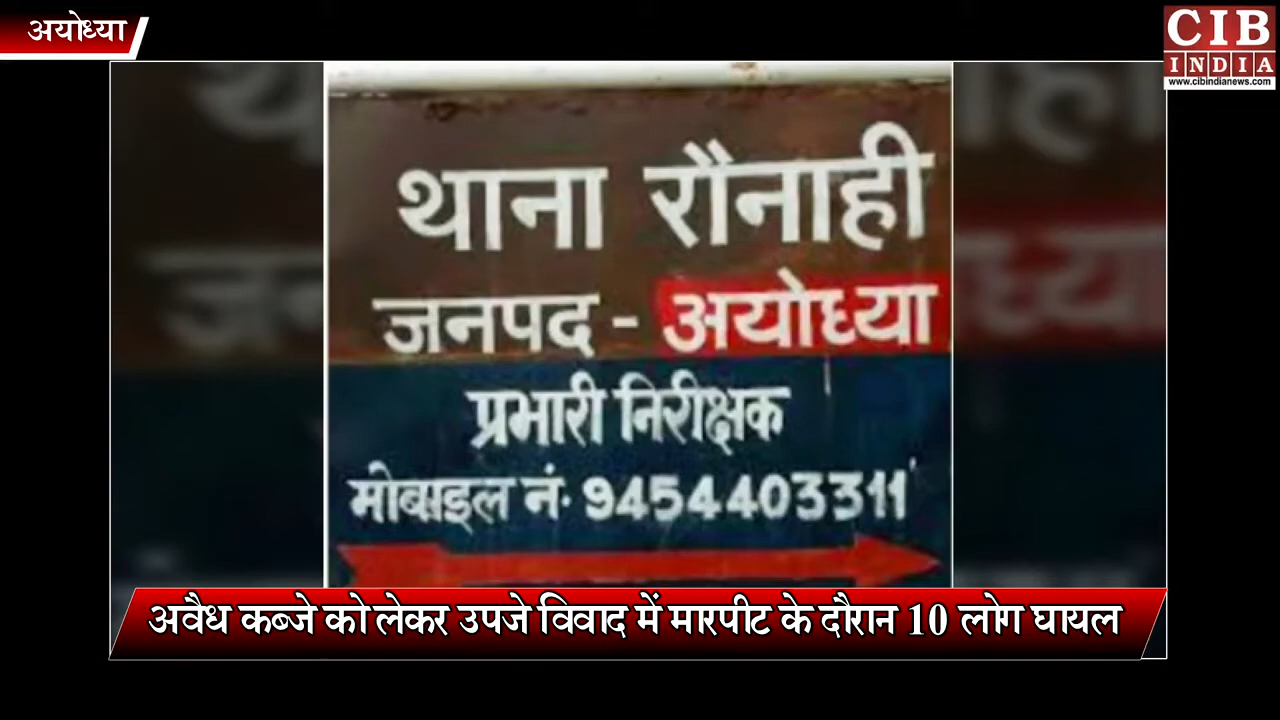 अयोध्या
CIB
INDIA
www.cibindianews.com
थाना रौनाही
जनपद - अयोध्या
प्रभारी निरीक्षक
मोबाइल नं. 9454403311
अवैध कब्जे को लेकर उपजे विवाद में मारपीट के दौरान 10 लोग घायल